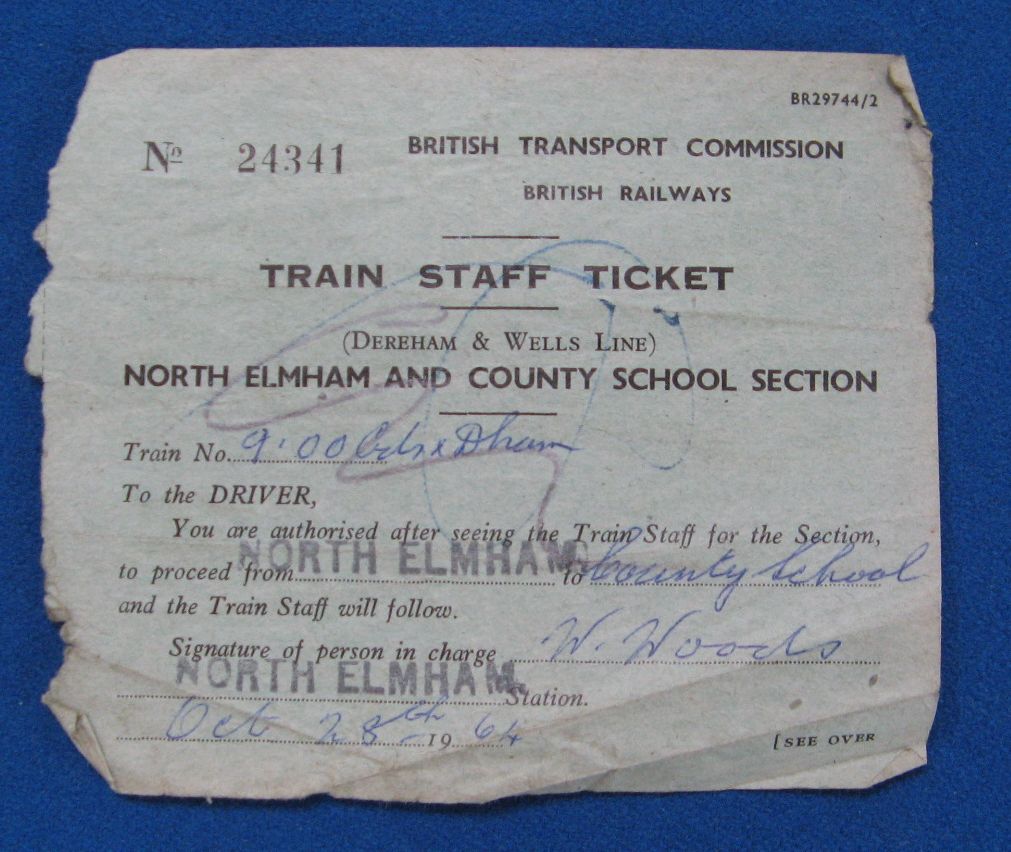 BR29744/2
Nº 24341 BRITISH TRANSPORT COMMISSION
BRITISH RAILWAYS
TRAIN STAFF TICKET
(DEREHAM & WELLS LINE)
NORTH ELMHAM AND COUNTY SCHOOL SECTION
Train No. 9.00 Dham
To the DRIVER,
You are authorised after seeing the Train Staff for the Section,
to proceed from NORTH ELMHAM. to County School
and the Train Staff will follow.
Signature of person in charge W. Woods
NORTH ELMHAM. Station.
Oct 28th 1964
[SEE OVER